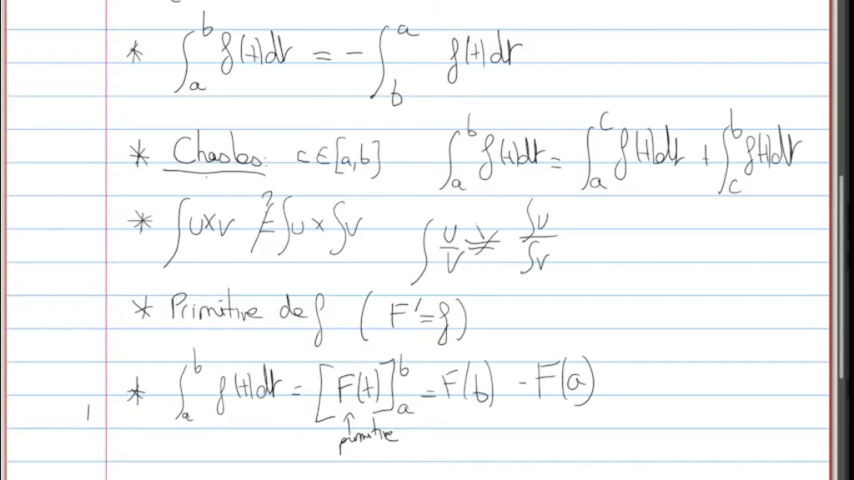 * ∫_a^b f(t)dt = - ∫_b^a f(t)dt
* Chasles: c∈[a,b] ∫_a^b f(t)dt = ∫_a^c f(t)dt + ∫_c^b f(t)dt
* ∫u×v ≠? ∫u × ∫v ∫ u/v ≠ ∫u/∫v
* Primitive de f (F'=f)
* ∫_a^b f(t)dt = [F(t)]_a^b = F(b) - F(a)
↑
primitive